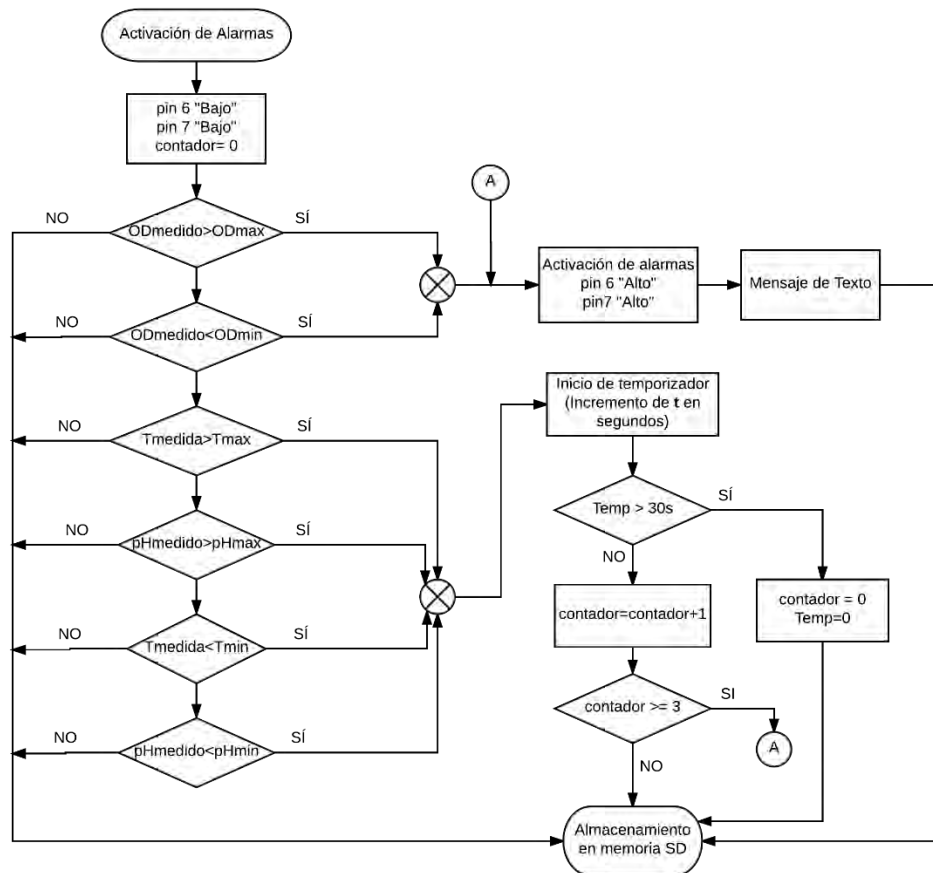 Activación de Alarmas
pin 6 "Bajo"
pin 7 "Bajo"
contador= 0
NO
ODmedido>ODmax
SÍ
A
Activación de alarmas
pin 6 "Alto"
pin7 "Alto"
Mensaje de Texto
NO
ODmedido<ODmin
SÍ
Inicio de temporizador
(Incremento de t en
segundos)
NO
Tmedida>Tmax
SÍ
Temp > 30s
SÍ
NO
NO
pHmedido>pHmax
SÍ
contador=contador+1
contador = 0
Temp=0
NO
Tmedida<Tmin
SÍ
contador >= 3
SI
A
NO
NO
pHmedido<pHmin
SÍ
Almacenamiento
en memoria SD